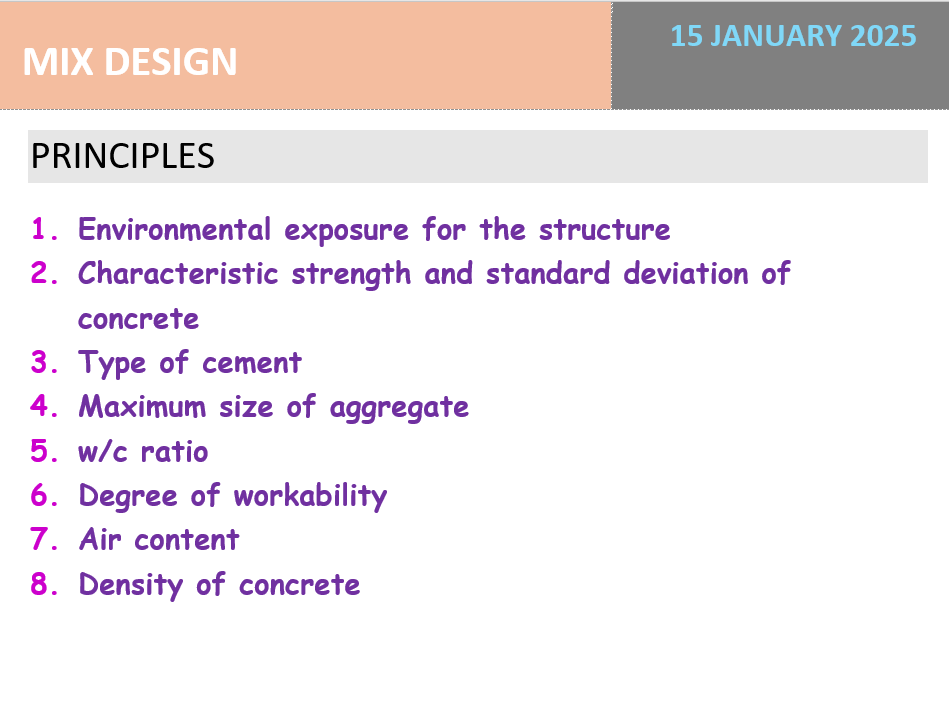 MIX DESIGN
15 JANUARY 2025
PRINCIPLES
1. Environmental exposure for the structure
2. Characteristic strength and standard deviation of
concrete
3. Type of cement
4. Maximum size of aggregate
5. w/c ratio
6. Degree of workability
7. Air content
8. Density of concrete